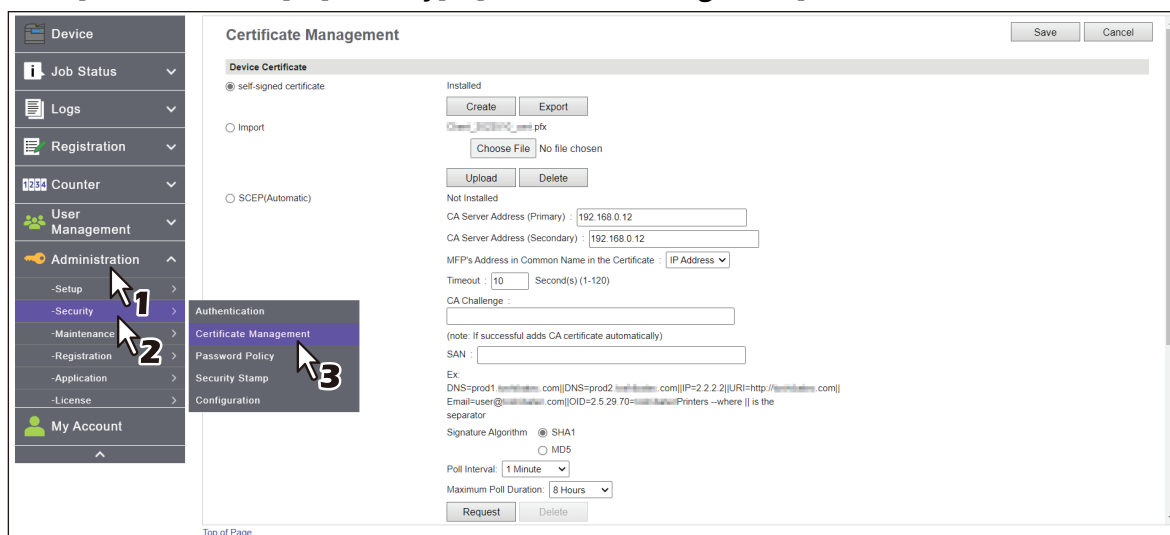 Device
Job Status
Logs
Registration
1234 Counter
User
Management
Administration
-Setup
-Security
-Maintenance
-Registration
-Application
-License
My Account
1
2
3
Authentication
Certificate Management
Password Policy
Security Stamp
Configuration
Certificate Management
Save Cancel
Device Certificate
self-signed certificate Installed
Create Export
Import .pfx
Choose File No file chosen
Upload Delete
SCEP(Automatic) Not Installed
CA Server Address (Primary) : 192.168.0.12
CA Server Address (Secondary) : 192.168.0.12
MFP's Address in Common Name in the Certificate : IP Address
Timeout : 10 Second(s) (1-120)
CA Challenge :
(note: If successful adds CA certificate automatically)
SAN :
Ex:
DNS=prod1. .com||DNS=prod2. .com||IP=2.2.2.2||URI=http:// .com||
Email=user@ .com||OID=2.5.29.70= Printers --where || is the
separator
Signature Algorithm SHA1
MD5
Poll Interval: 1 Minute
Maximum Poll Duration: 8 Hours
Request Delete
Top of Page